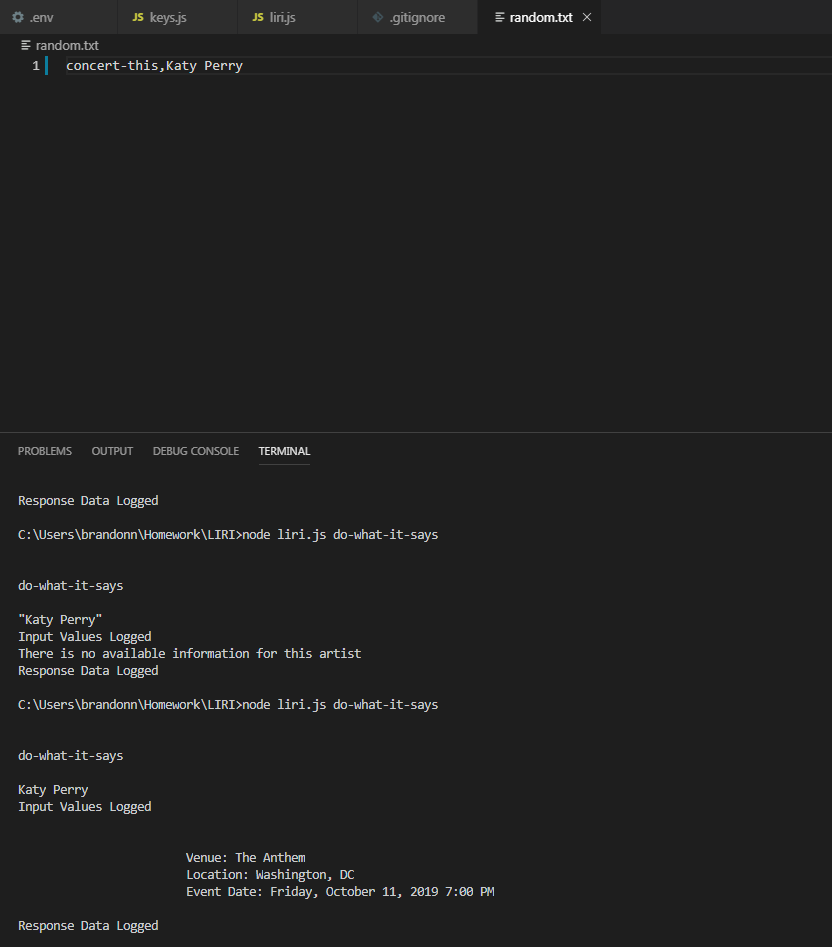 .env JS keys.js JS liri.js .gitignore random.txt
random.txt
1 concert-this,Katy Perry
PROBLEMS OUTPUT DEBUG CONSOLE TERMINAL
Response Data Logged
C:\Users\brandonn\Homework\LIRI>node liri.js do-what-it-says
do-what-it-says
"Katy Perry"
Input Values Logged
There is no available information for this artist
Response Data Logged
C:\Users\brandonn\Homework\LIRI>node liri.js do-what-it-says
do-what-it-says
Katy Perry
Input Values Logged
Venue: The Anthem
Location: Washington, DC
Event Date: Friday, October 11, 2019 7:00 PM
Response Data Logged